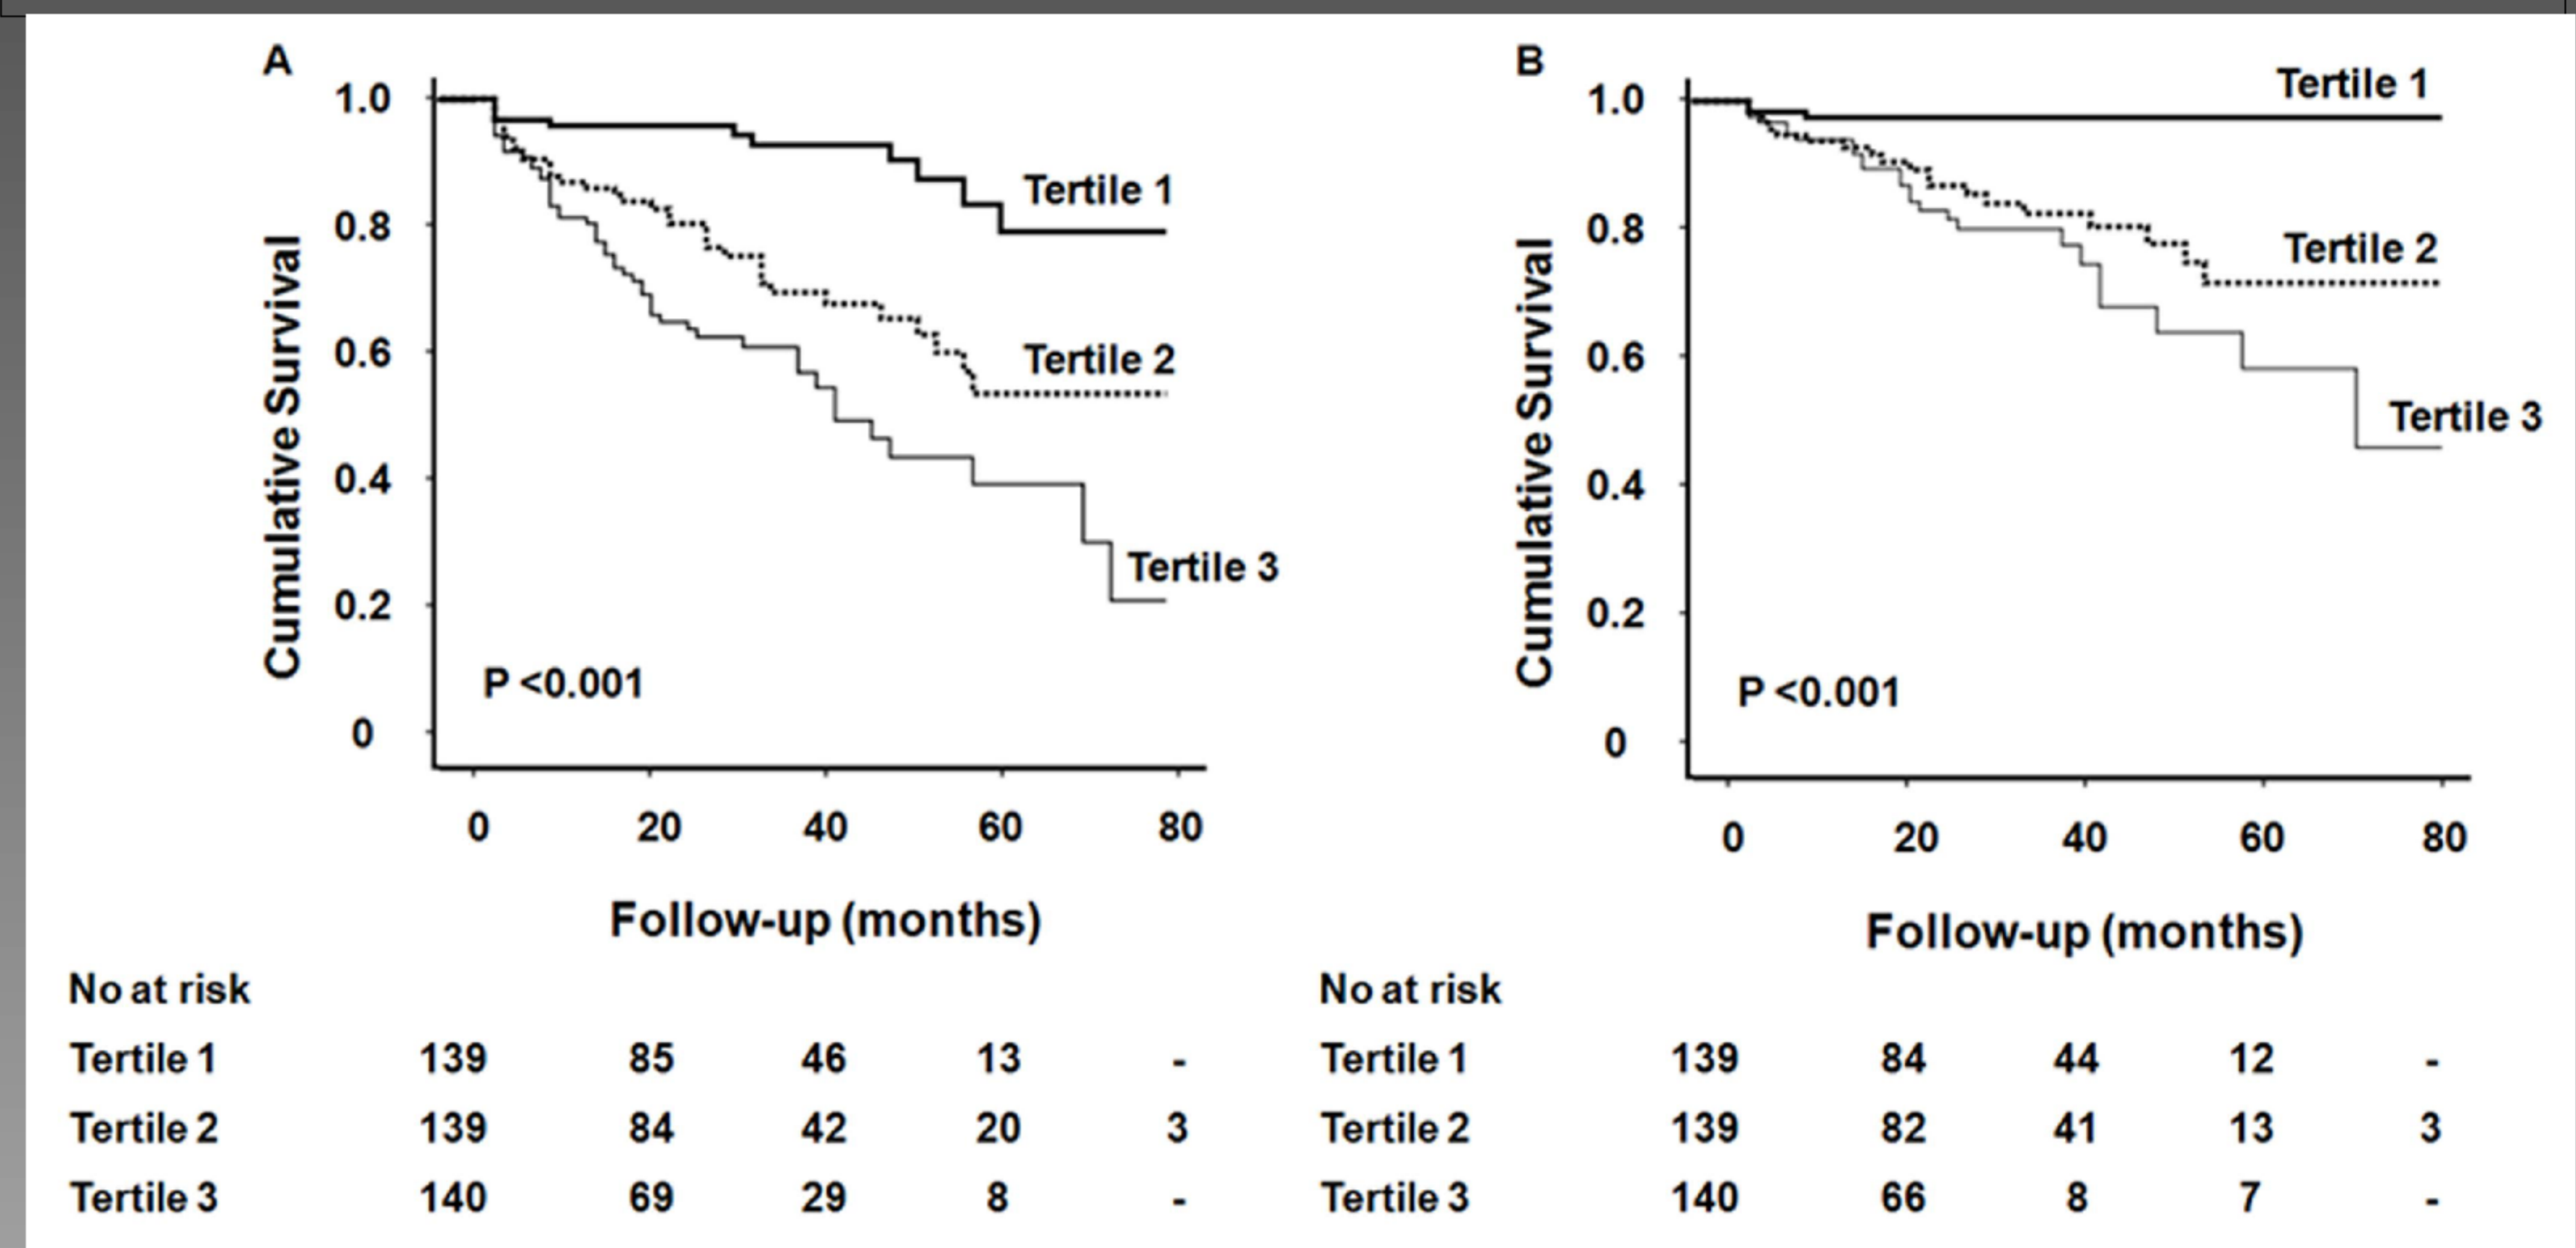 A
1.0
0.8
0.6
0.4
0.2
0
Cumulative Survival
Tertile 1
Tertile 2
Tertile 3
P <0.001
0 20 40 60 80
Follow-up (months)
No at risk
Tertile 1 139 85 46 13 -
Tertile 2 139 84 42 20 3
Tertile 3 140 69 29 8 -
B
1.0
0.8
0.6
0.4
0.2
0
Cumulative Survival
Tertile 1
Tertile 2
Tertile 3
P <0.001
0 20 40 60 80
Follow-up (months)
No at risk
Tertile 1 139 84 44 12 -
Tertile 2 139 82 41 13 3
Tertile 3 140 66 8 7 -